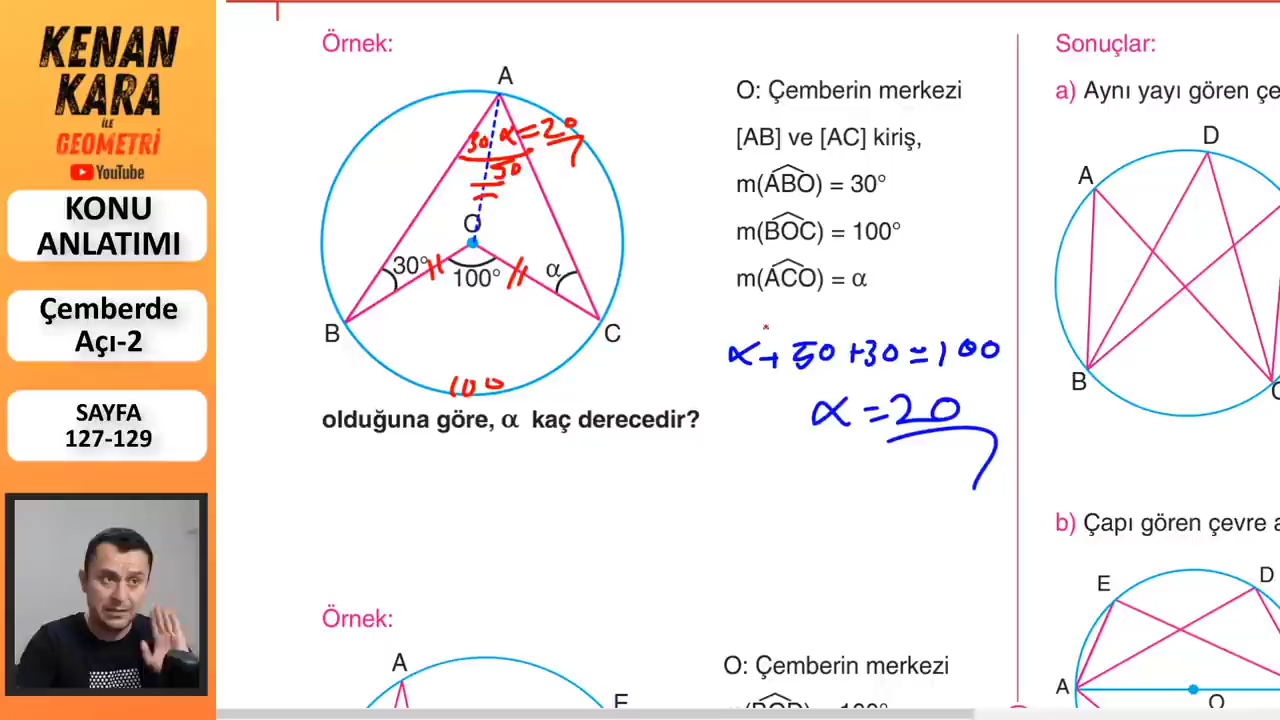 KENAN
KARA
İLE
GEOMETRİ
YouTube
KONU
ANLATIMI
Çemberde
Açı-2
SAYFA
127-129
Örnek:
A
30 α = 20
50
O
30°
100°
α
B
C
100
olduğuna göre, α kaç derecedir?
O: Çemberin merkezi
[AB] ve [AC] kiriş,
m(ABO) = 30°
m(BOC) = 100°
m(ACO) = α
α + 50 + 30 = 100
α = 20
Örnek:
A
E
O: Çemberin merkezi
m(BOD) = 100°
Sonuçlar:
a) Aynı yayı gören çe
D
A
B
C
b) Çapı gören çevre a
E
D
A
O